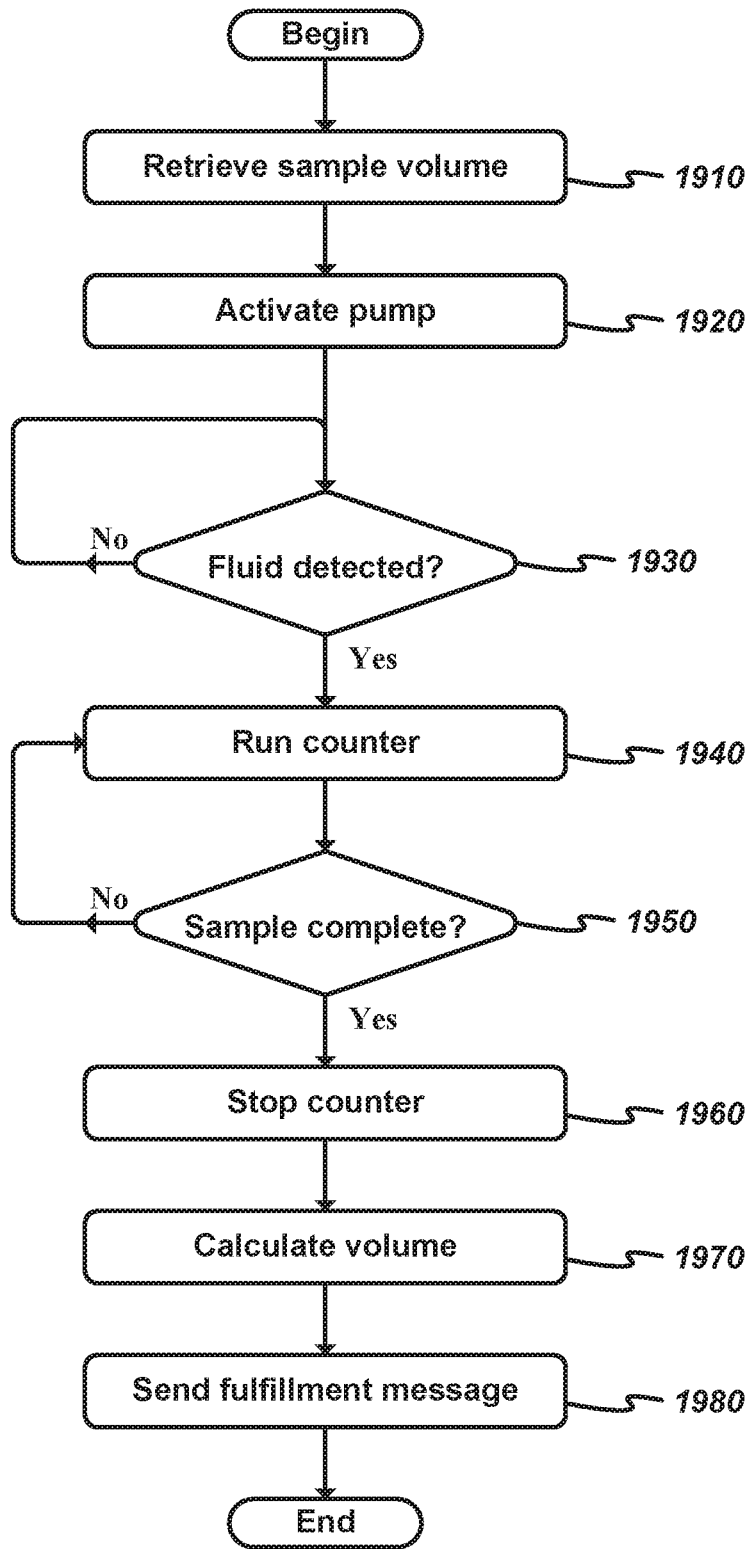 Begin
Retrieve sample volume
1910
Activate pump
1920
No
Fluid detected?
1930
Yes
Run counter
1940
No
Sample complete?
1950
Yes
Stop counter
1960
Calculate volume
1970
Send fulfillment message
1980
End